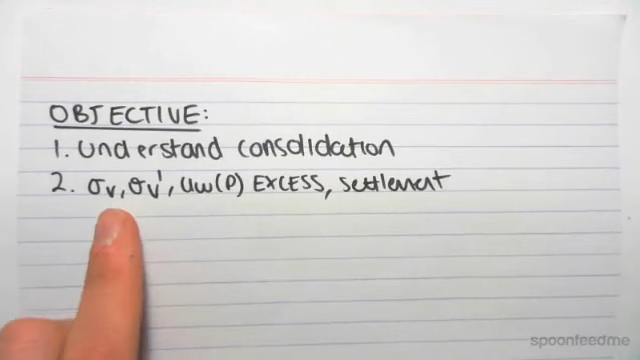 OBJECTIVE:
1. Understand consolidation
2. σv, σv', uw(p) EXCESS, settlement
spoonfeedme